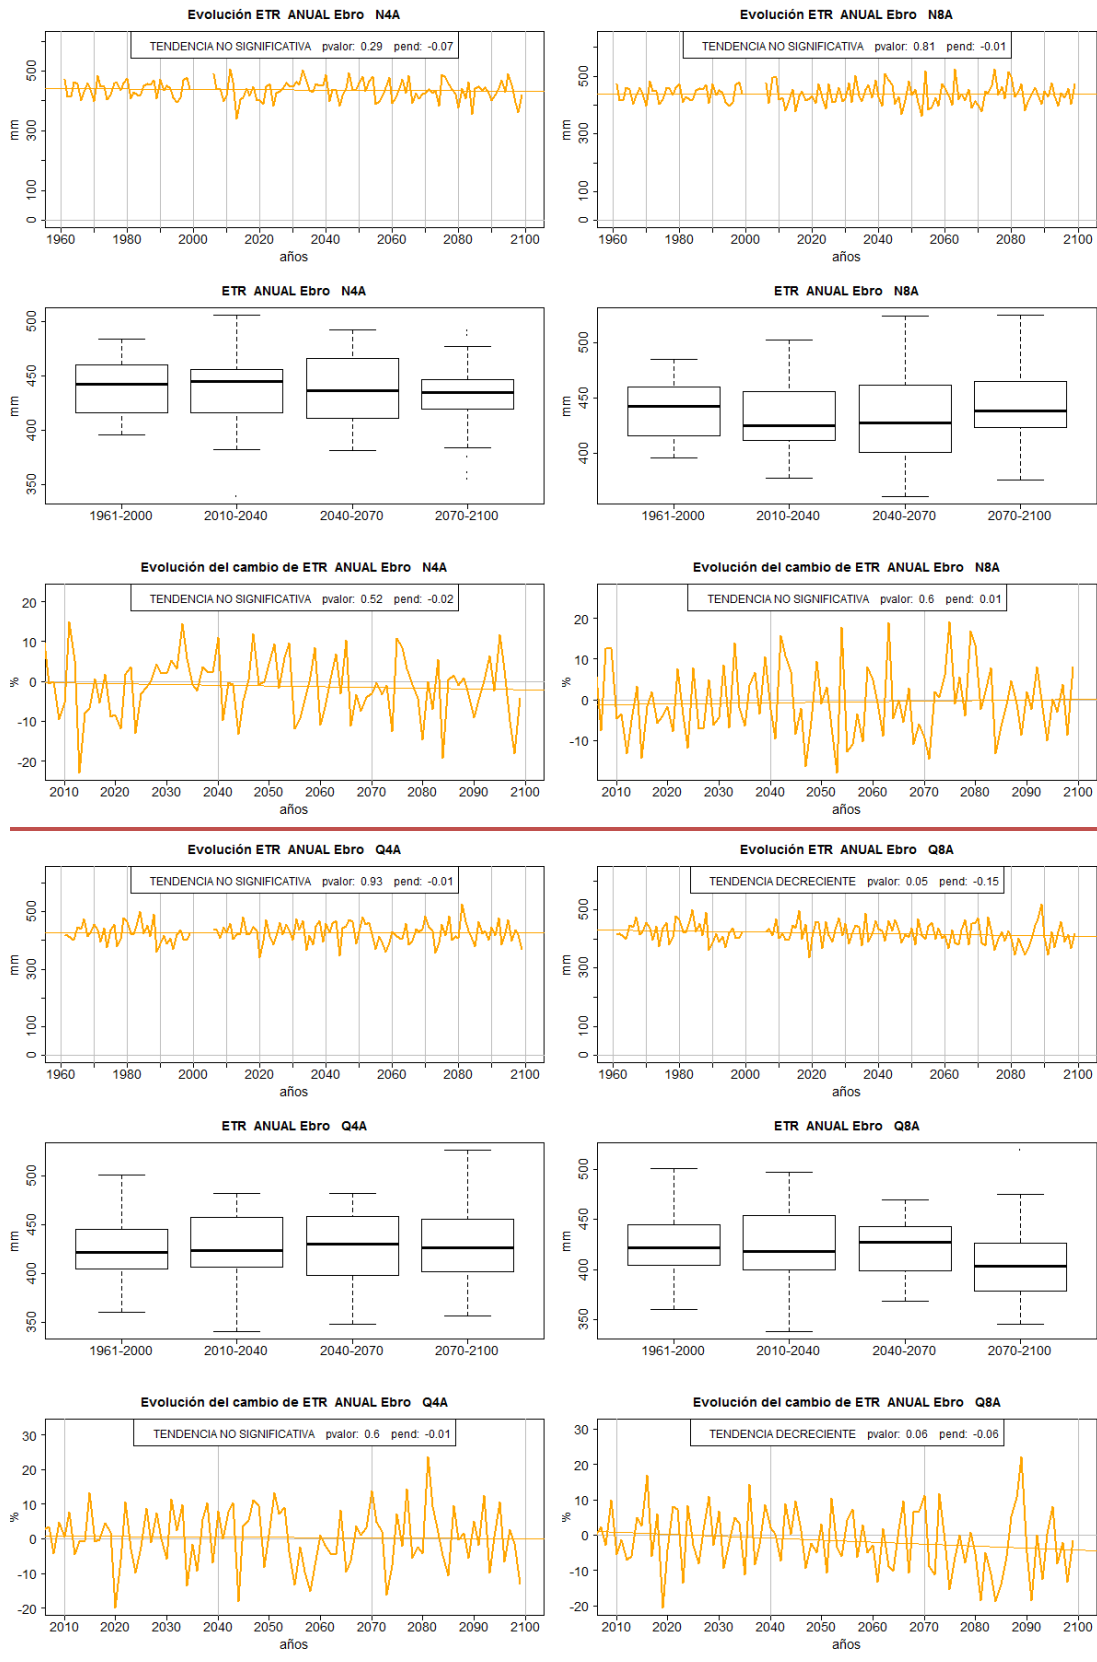 Evolución ETR ANUAL Ebro N4A
TENDENCIA NO SIGNIFICATIVA pvalor: 0.29 pend: -0.07
mm
500
300
100
0
1960 1980 2000 2020 2040 2060 2080 2100
años
Evolución ETR ANUAL Ebro N8A
TENDENCIA NO SIGNIFICATIVA pvalor: 0.81 pend: -0.01
mm
500
300
100
0
1960 1980 2000 2020 2040 2060 2080 2100
años
ETR ANUAL Ebro N4A
mm
500
450
400
350
1961-2000 2010-2040 2040-2070 2070-2100
ETR ANUAL Ebro N8A
mm
500
450
400
1961-2000 2010-2040 2040-2070 2070-2100
Evolución del cambio de ETR ANUAL Ebro N4A
TENDENCIA NO SIGNIFICATIVA pvalor: 0.52 pend: -0.02
%
20
10
0
-10
-20
2010 2020 2030 2040 2050 2060 2070 2080 2090 2100
años
Evolución del cambio de ETR ANUAL Ebro N8A
TENDENCIA NO SIGNIFICATIVA pvalor: 0.6 pend: 0.01
%
20
10
0
-10
2010 2020 2030 2040 2050 2060 2070 2080 2090 2100
años
Evolución ETR ANUAL Ebro Q4A
TENDENCIA NO SIGNIFICATIVA pvalor: 0.93 pend: -0.01
mm
500
300
100
0
1960 1980 2000 2020 2040 2060 2080 2100
años
Evolución ETR ANUAL Ebro Q8A
TENDENCIA DECRECIENTE pvalor: 0.05 pend: -0.15
mm
500
300
100
0
1960 1980 2000 2020 2040 2060 2080 2100
años
ETR ANUAL Ebro Q4A
mm
500
450
400
350
1961-2000 2010-2040 2040-2070 2070-2100
ETR ANUAL Ebro Q8A
mm
500
450
400
350
1961-2000 2010-2040 2040-2070 2070-2100
Evolución del cambio de ETR ANUAL Ebro Q4A
TENDENCIA NO SIGNIFICATIVA pvalor: 0.6 pend: -0.01
%
30
20
10
0
-10
-20
2010 2020 2030 2040 2050 2060 2070 2080 2090 2100
años
Evolución del cambio de ETR ANUAL Ebro Q8A
TENDENCIA DECRECIENTE pvalor: 0.06 pend: -0.06
%
30
20
10
0
-10
-20
2010 2020 2030 2040 2050 2060 2070 2080 2090 2100
años